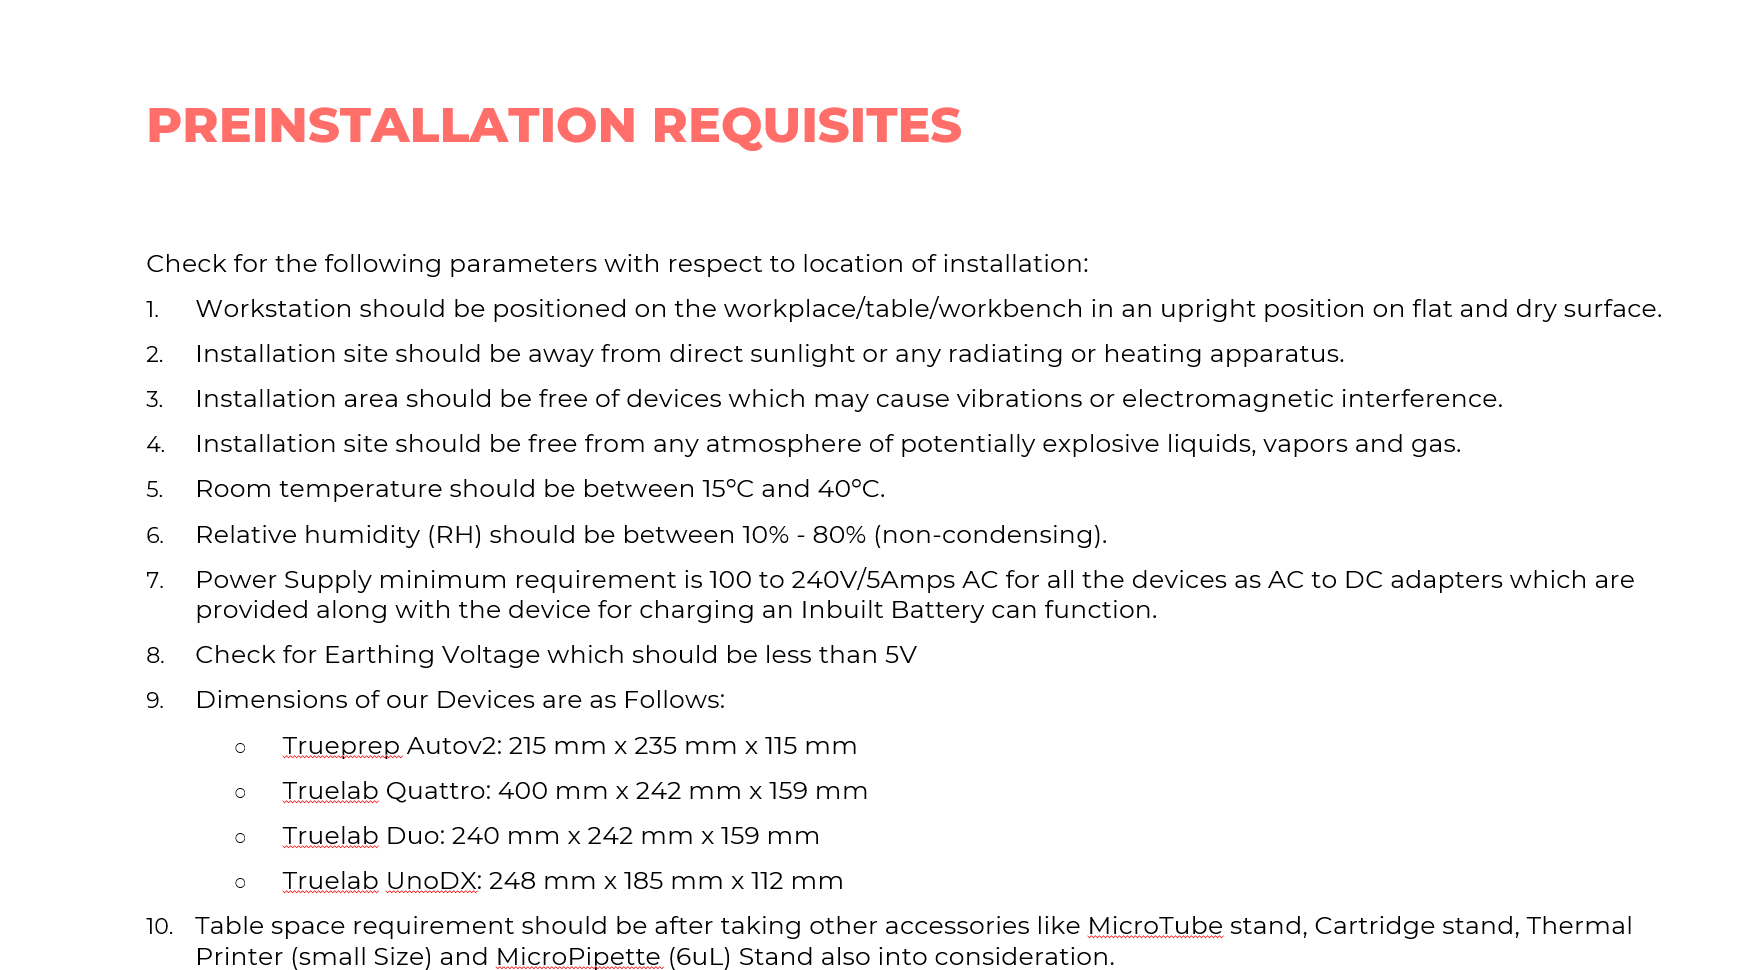 PREINSTALLATION REQUISITES
Check for the following parameters with respect to location of installation:
1. Workstation should be positioned on the workplace/table/workbench in an upright position on flat and dry surface.
2. Installation site should be away from direct sunlight or any radiating or heating apparatus.
3. Installation area should be free of devices which may cause vibrations or electromagnetic interference.
4. Installation site should be free from any atmosphere of potentially explosive liquids, vapors and gas.
5. Room temperature should be between 15°C and 40°C.
6. Relative humidity (RH) should be between 10% - 80% (non-condensing).
7. Power Supply minimum requirement is 100 to 240V/5Amps AC for all the devices as AC to DC adapters which are
provided along with the device for charging an Inbuilt Battery can function.
8. Check for Earthing Voltage which should be less than 5V
9. Dimensions of our Devices are as Follows:
○ Trueprep Autov2: 215 mm x 235 mm x 115 mm
○ Truelab Quattro: 400 mm x 242 mm x 159 mm
○ Truelab Duo: 240 mm x 242 mm x 159 mm
○ Truelab UnoDX: 248 mm x 185 mm x 112 mm
10. Table space requirement should be after taking other accessories like MicroTube stand, Cartridge stand, Thermal
Printer (small Size) and MicroPipette (6uL) Stand also into consideration.